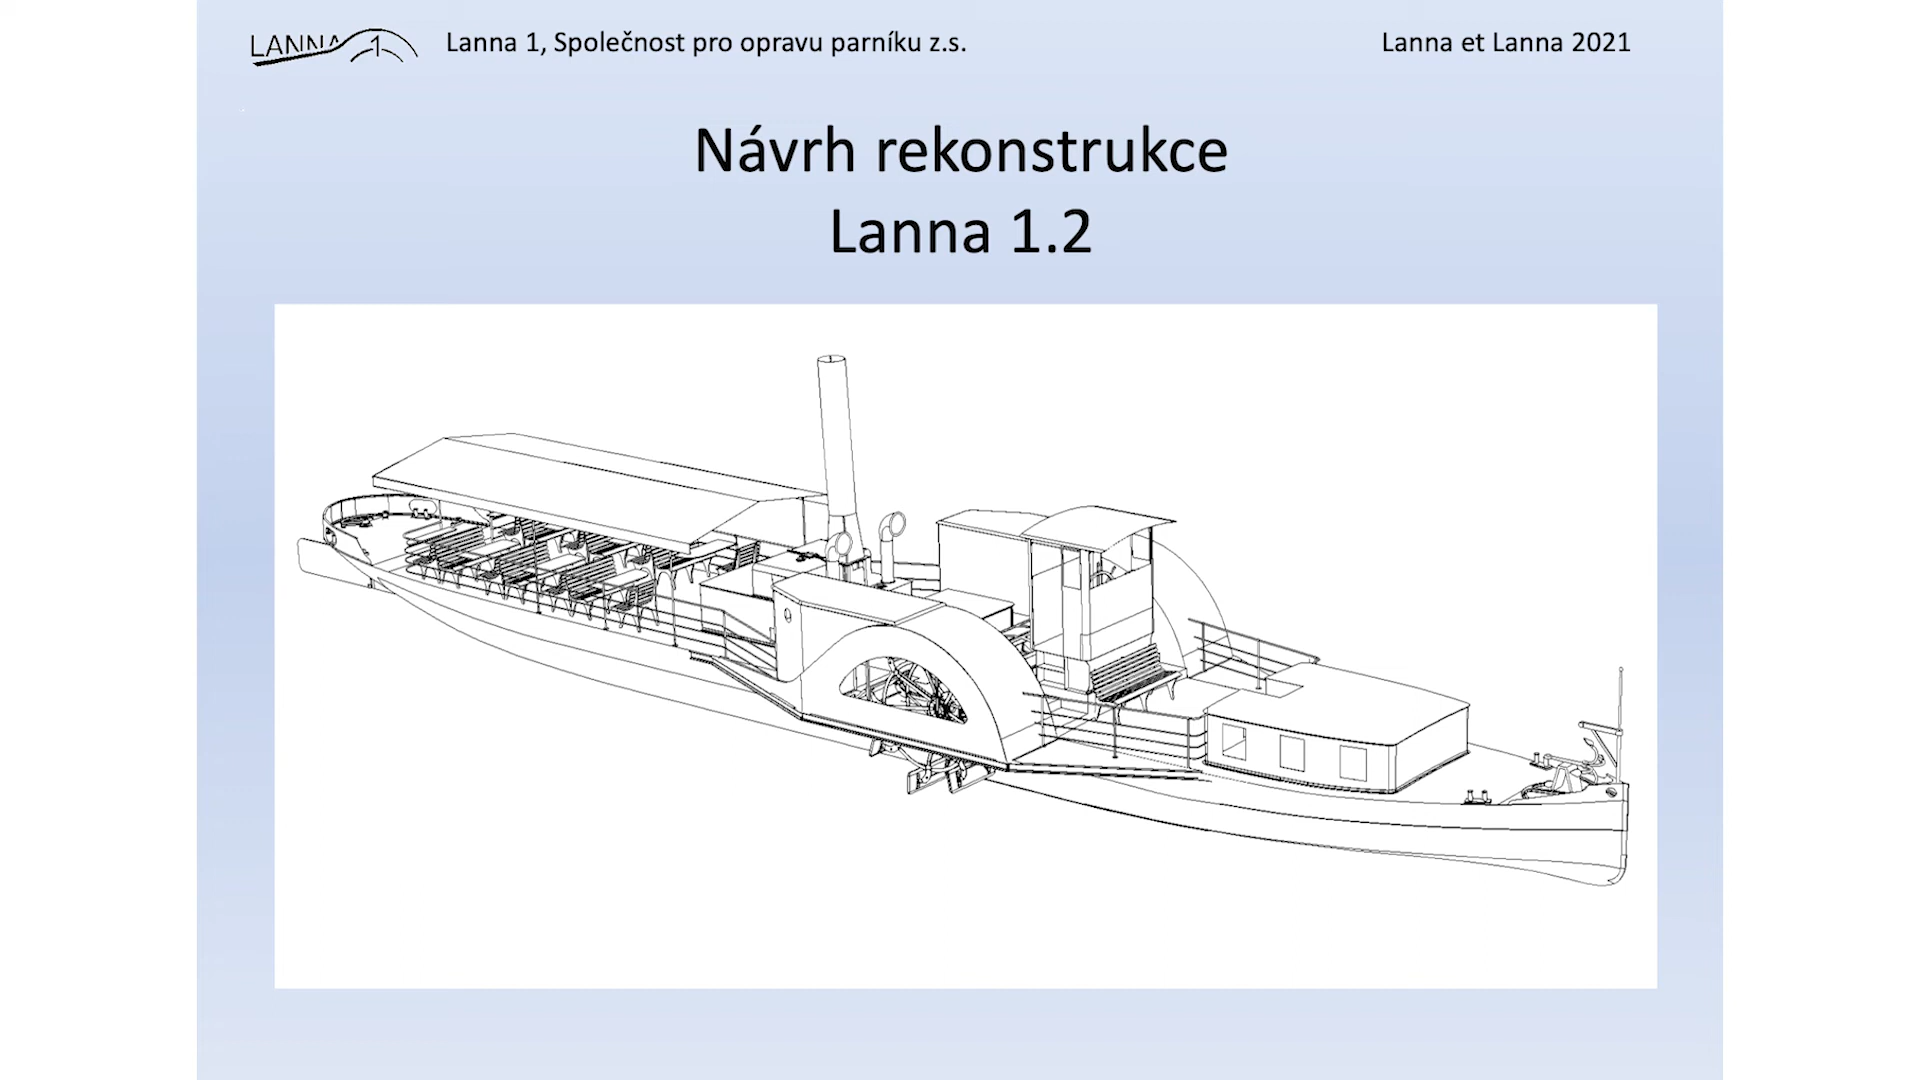 LANNA 1
Lanna 1, Společnost pro opravu parníku z.s.
Lanna et Lanna 2021
Návrh rekonstrukce
Lanna 1.2